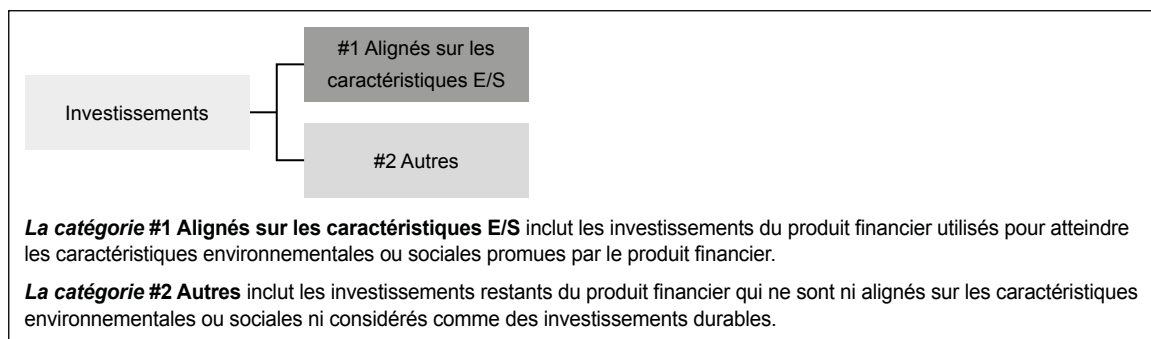 #1 Alignés sur les
caractéristiques E/S
Investissements
#2 Autres
La catégorie #1 Alignés sur les caractéristiques E/S inclut les investissements du produit financier utilisés pour atteindre
les caractéristiques environnementales ou sociales promues par le produit financier.
La catégorie #2 Autres inclut les investissements restants du produit financier qui ne sont ni alignés sur les caractéristiques
environnementales ou sociales ni considérés comme des investissements durables.